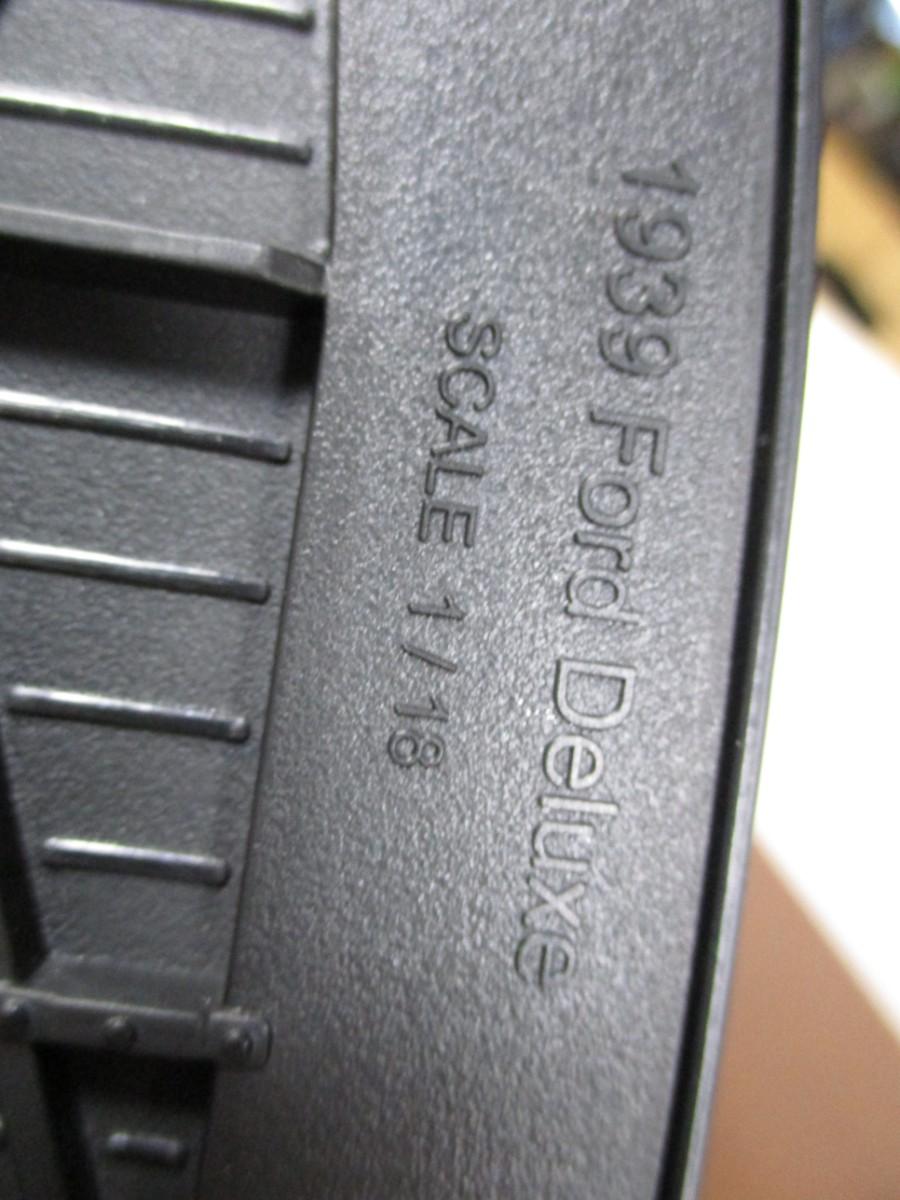 1939 Ford Deluxe
SCALE 1/18